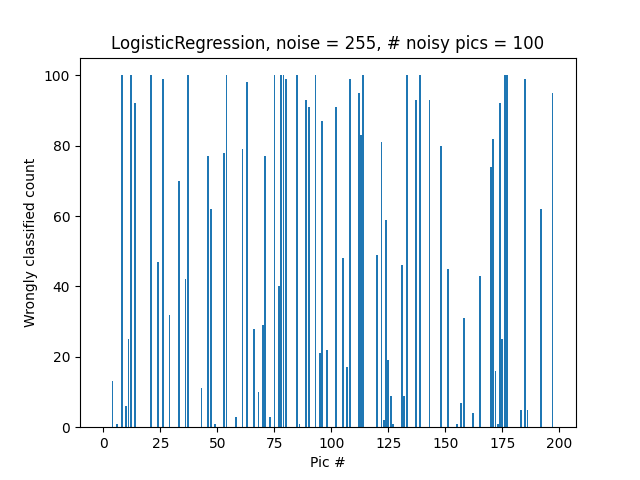 LogisticRegression, noise = 255, # noisy pics = 100
100
80
60
40
20
0
Wrongly classified count
0 25 50 75 100 125 150 175 200
Pic #